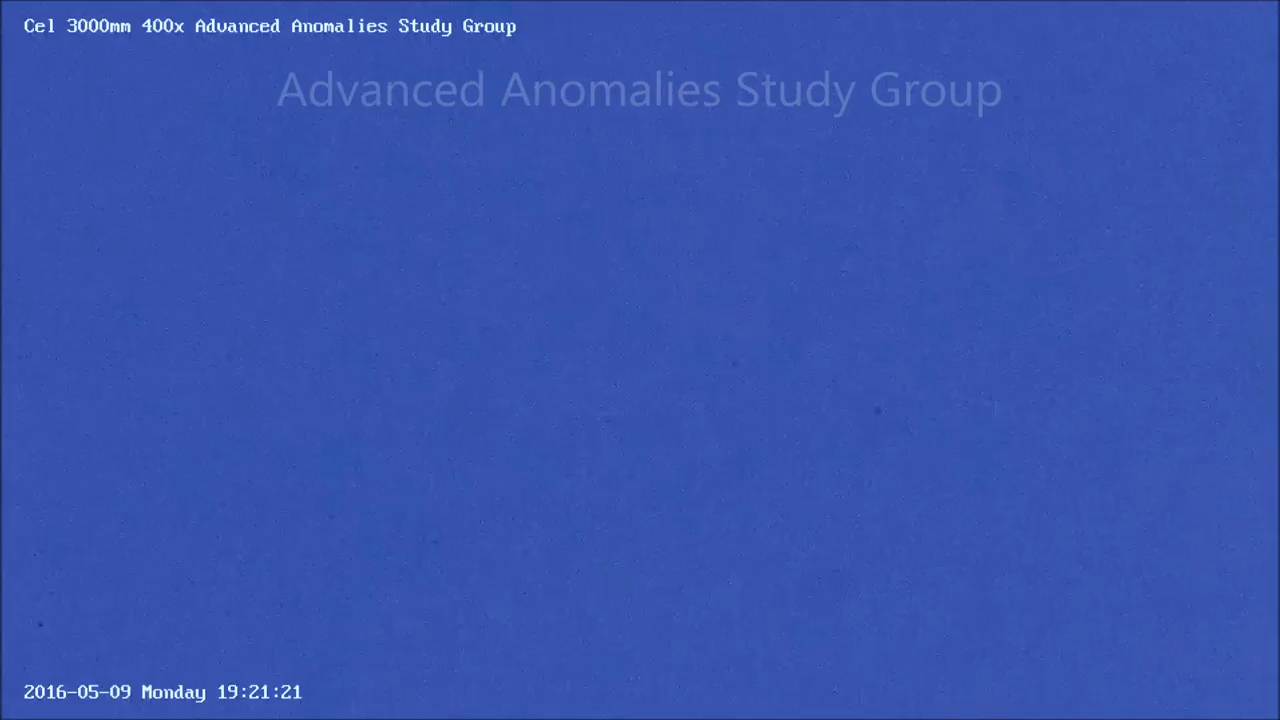 Cel 3000mm 400x Advanced Anomalies Study Group
Advanced Anomalies Study Group
2016-05-09 Monday 19:21:21